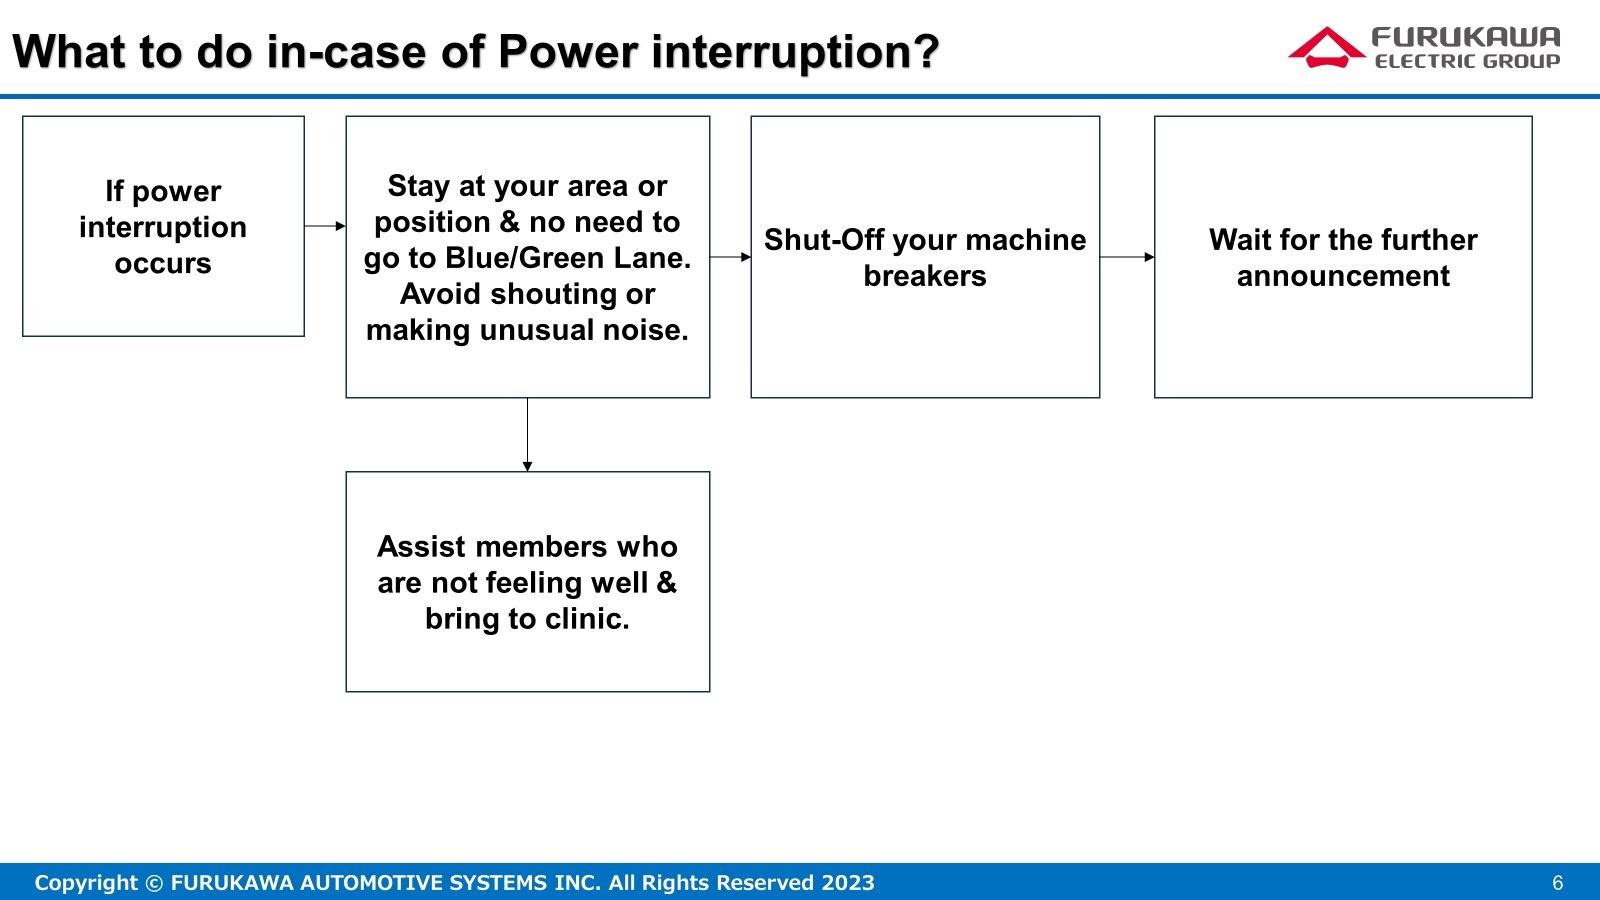 What to do in-case of Power interruption?
FURUKAWA
ELECTRIC GROUP
If power
interruption
occurs
Stay at your area or
position & no need to
go to Blue/Green Lane.
Avoid shouting or
making unusual noise.
Shut-Off your machine
breakers
Wait for the further
announcement
Assist members who
are not feeling well &
bring to clinic.
Copyright © FURUKAWA AUTOMOTIVE SYSTEMS INC. All Rights Reserved 2023
6